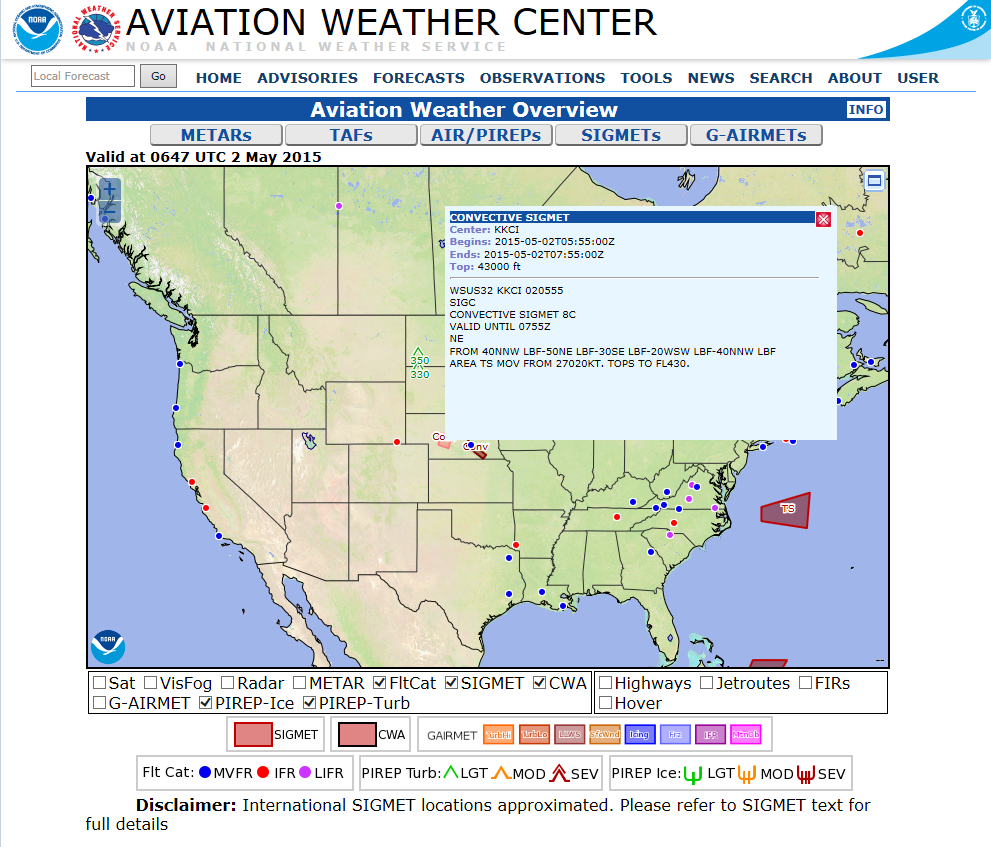 AVIATION WEATHER CENTER
NOAA NATIONAL WEATHER SERVICE
Local Forecast Go HOME ADVISORIES FORECASTS OBSERVATIONS TOOLS NEWS SEARCH ABOUT USER
Aviation Weather Overview INFO
METARs TAFs AIR/PIREPs SIGMETs G-AIRMETs
Valid at 0647 UTC 2 May 2015
CONVECTIVE SIGMET
Center: KKCI
Begins: 2015-05-02T05:55:00Z
Ends: 2015-05-02T07:55:00Z
Top: 43000 ft
WSUS32 KKCI 020555
SIGC
CONVECTIVE SIGMET 8C
VALID UNTIL 0755Z
NE
FROM 40NNW LBF-50NE LBF-30SE LBF-20WSW LBF-40NNW LBF
AREA TS MOV FROM 27020KT. TOPS TO FL430.
350
330
Co
Conv
TS
NOAA
Sat VisFog Radar METAR FltCat SIGMET CWA Highways Jetroutes FIRs
G-AIRMET PIREP-Ice PIREP-Turb Hover
SIGMET CWA GAIRMET TurbHi TurbLo LLWS SfcWnd Icing Frz IFR MtnOb
Flt Cat: MVFR IFR LIFR PIREP Turb: LGT MOD SEV PIREP Ice: LGT MOD SEV
Disclaimer: International SIGMET locations approximated. Please refer to SIGMET text for
full details